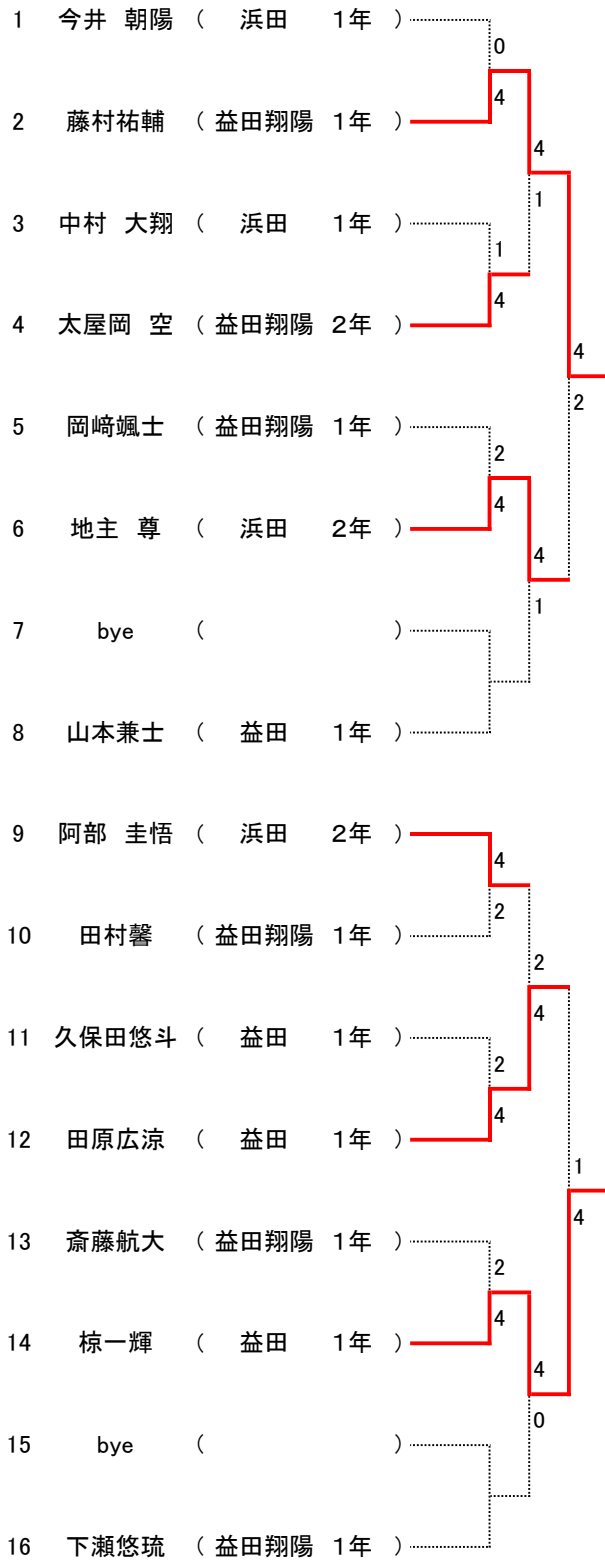 1 今井 朝陽 ( 浜田 1年 )
0
4
2 藤村祐輔 ( 益田翔陽 1年 )
4
1
3 中村 大翔 ( 浜田 1年 )
1
4
4 太屋岡 空 ( 益田翔陽 2年 )
4
2
5 岡﨑颯士 ( 益田翔陽 1年 )
2
4
6 地主 尊 ( 浜田 2年 )
4
1
7 bye ( )
8 山本兼士 ( 益田 1年 )
9 阿部 圭悟 ( 浜田 2年 )
4
2
10 田村馨 ( 益田翔陽 1年 )
2
4
11 久保田悠斗 ( 益田 1年 )
2
4
12 田原広涼 ( 益田 1年 )
1
4
13 斎藤航大 ( 益田翔陽 1年 )
2
4
14 椋一輝 ( 益田 1年 )
4
0
15 bye ( )
16 下瀬悠琉 ( 益田翔陽 1年 )